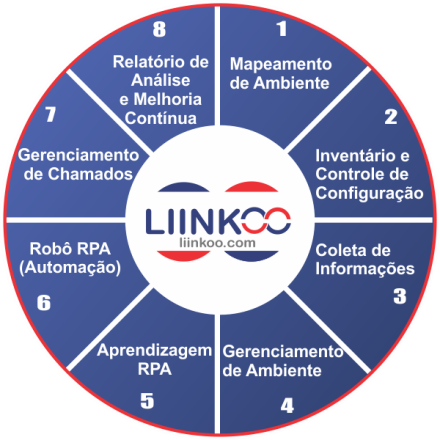 1
Mapeamento
de Ambiente
2
Inventário e
Controle de
Configuração
Coleta de
Informações
3
Gerenciamento
de Ambiente
4
Aprendizagem
RPA
5
Robô RPA
(Automação)
6
7
Gerenciamento
de Chamados
8
Relatório de
Análise
e Melhoria
Contínua
LIINKOO
liinkoo.com